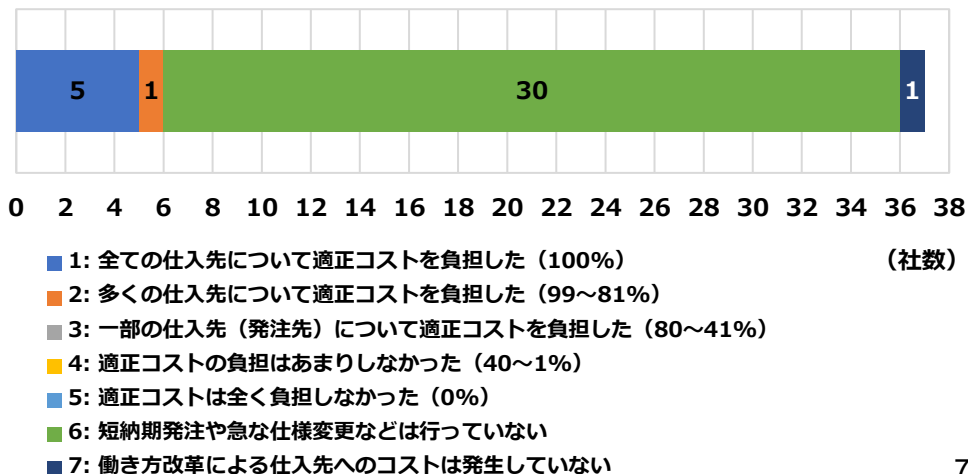 5 1 30 1
0 2 4 6 8 10 12 14 16 18 20 22 24 26 28 30 32 34 36 38
（社数）
1: 全ての仕入先について適正コストを負担した（100%）
2: 多くの仕入先について適正コストを負担した（99～81%）
3: 一部の仕入先（発注先）について適正コストを負担した（80～41%）
4: 適正コストの負担はあまりしなかった（40～1%）
5: 適正コストは全く負担しなかった（0%）
6: 短納期発注や急な仕様変更などは行っていない
7: 働き方改革による仕入先へのコストは発生していない
7